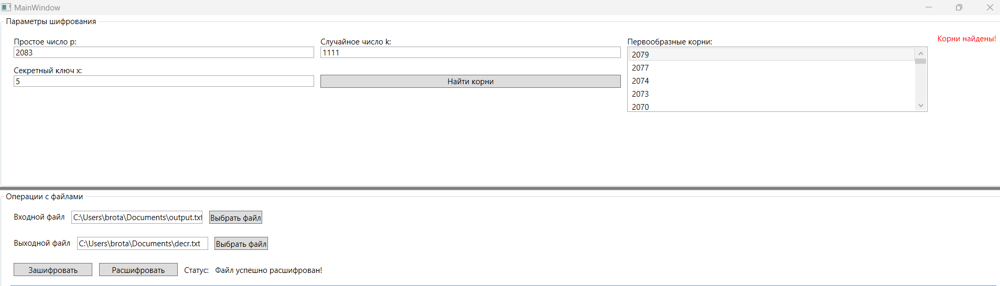 MainWindow
Параметры шифрования
Простое число p:
2083
Секретный ключ x:
5
Случайное число k:
1111
Найти корни
Первообразные корни:
2079
2077
2074
2073
2070
Корни найдены!
Операции с файлами
Входной файл C:\Users\brota\Documents\output.txt Выбрать файл
Выходной файл C:\Users\brota\Documents\decr.txt Выбрать файл
Зашифровать Расшифровать Статус: Файл успешно расшифрован!